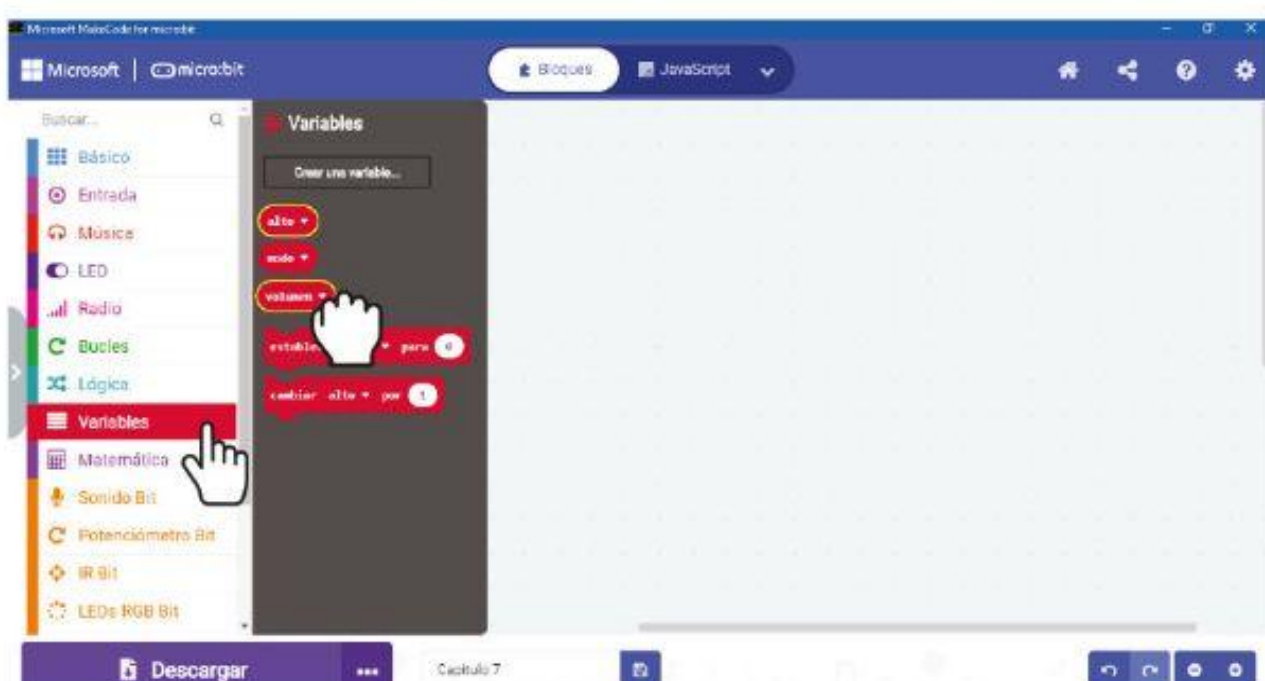 Microsoft MakeCode for micro:bit
Microsoft micro:bit
Bloques
JavaScript
Buscar...
Básico
Entrada
Música
LED
Radio
Bucles
Lógica
Variables
Matemática
Sonido Bit
Potenciómetro Bit
IR Bit
LEDs RGB Bit
Variables
Crear una variable...
alto
modo
volumen
para 0
cambiar alto por 1
Descargar
Capitulo 7